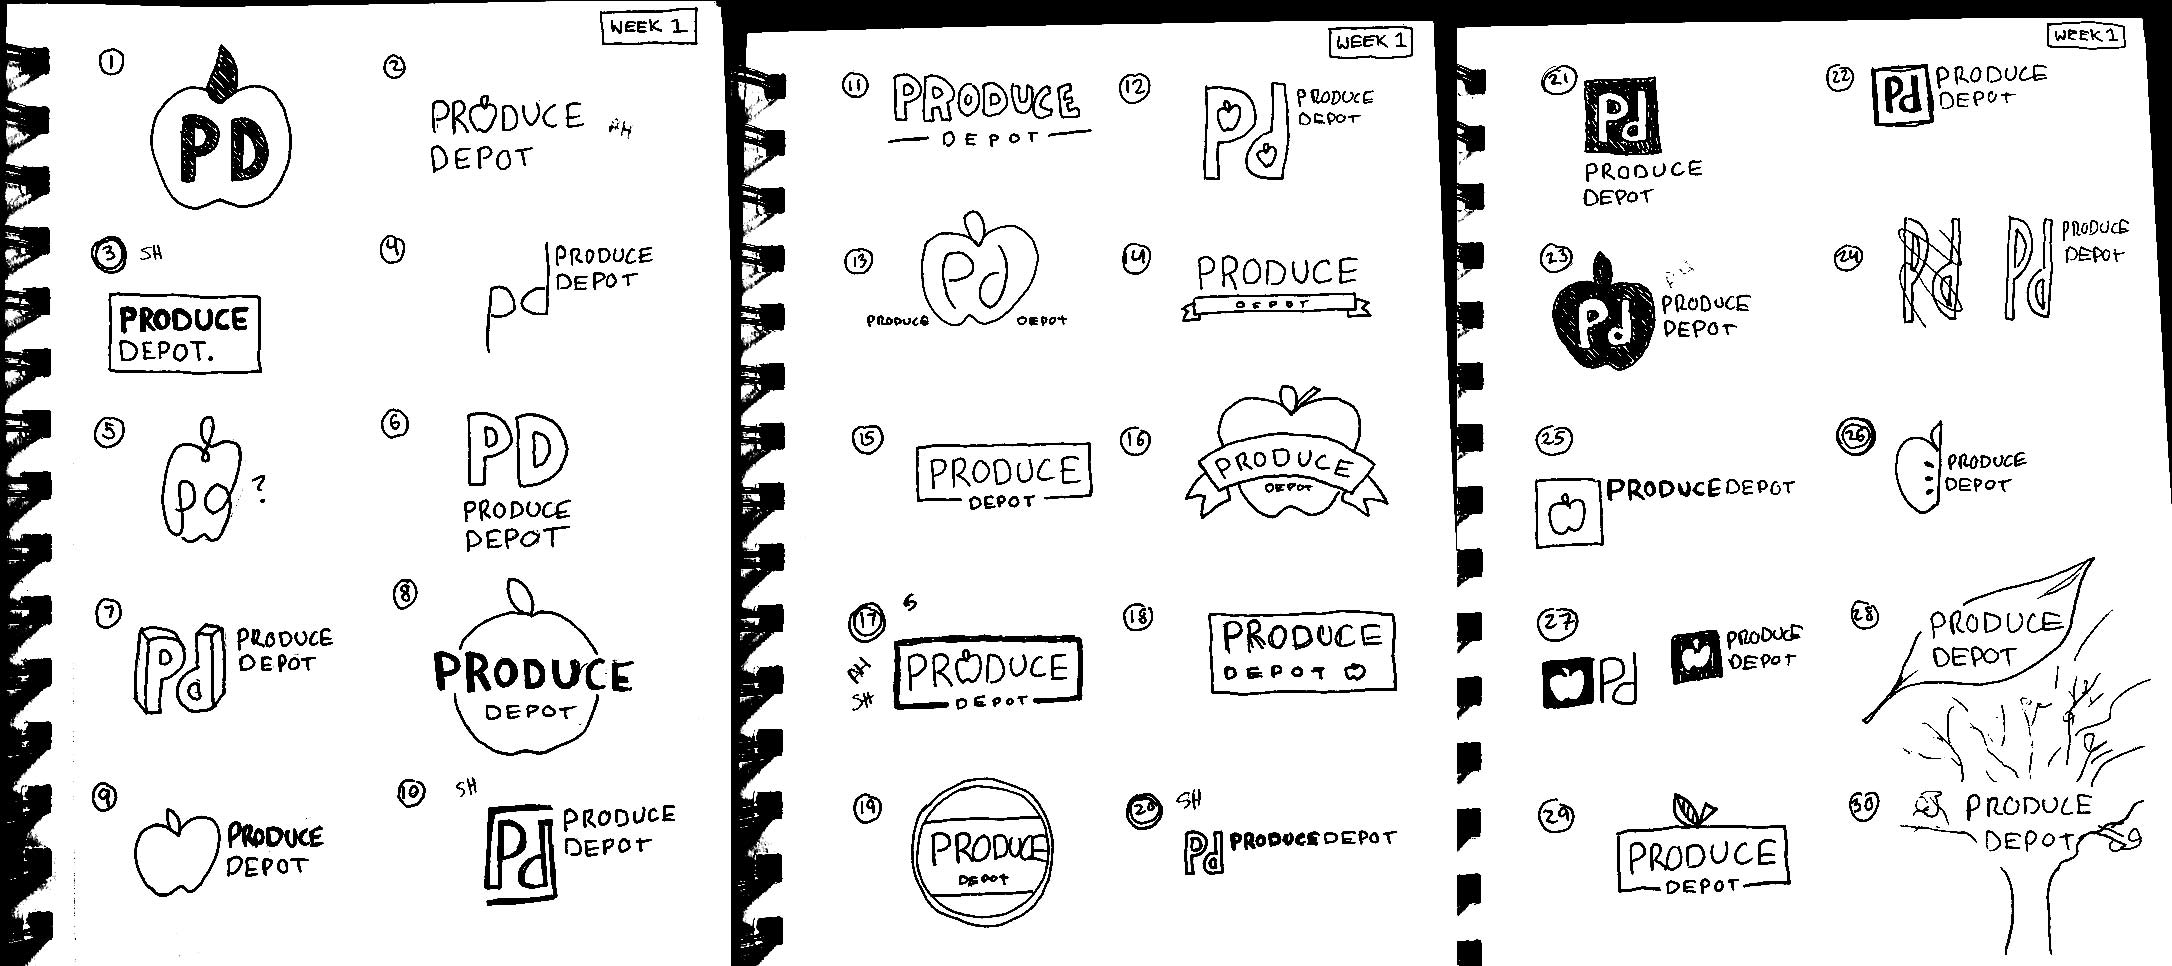 WEEK 1
1
PD
2
PRODUCE
DEPOT
AH
3
SH
PRODUCE
DEPOT.
4
pd
PRODUCE
DEPOT
5
Pd
?
6
PD
PRODUCE
DEPOT
7
Pd
PRODUCE
DEPOT
8
PRODUCE
DEPOT
9
PRODUCE
DEPOT
10
SH
Pd
PRODUCE
DEPOT
WEEK 1
11
PRODUCE
DEPOT
12
Pd
PRODUCE
DEPOT
13
Pd
PRODUCE DEPOT
14
PRODUCE
DEPOT
15
PRODUCE
DEPOT
16
PRODUCE
DEPOT
17
AH
SH
PRODUCE
DEPOT
18
PRODUCE
DEPOT
19
PRODUCE
DEPOT
20
SH
Pd PRODUCE DEPOT
WEEK 1
21
Pd
PRODUCE
DEPOT
22
Pd
PRODUCE
DEPOT
23
Pd
PRODUCE
DEPOT
24
Pd
Pd
PRODUCE
DEPOT
25
PRODUCE DEPOT
26
PRODUCE
DEPOT
27
Pd
PRODUCE
DEPOT
28
PRODUCE
DEPOT
29
PRODUCE
DEPOT
30
PRODUCE
DEPOT